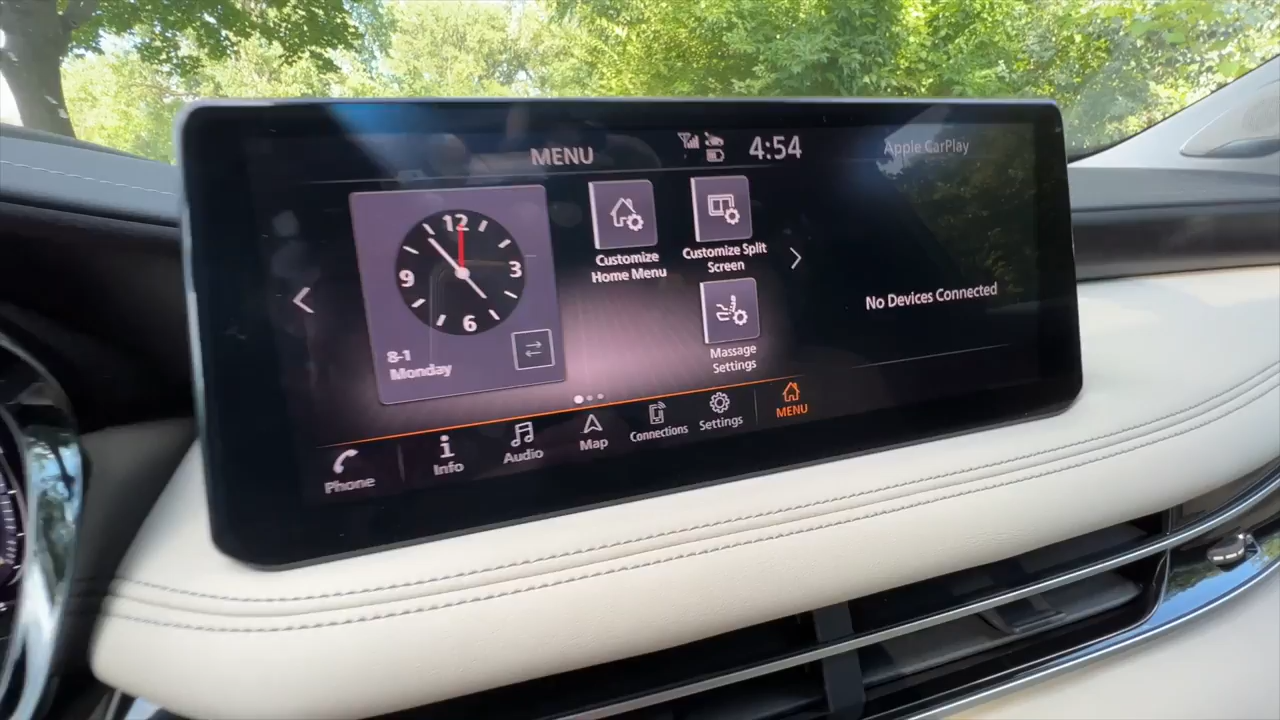 MENU
4:54
Apple CarPlay
12
3
6
9
8-1
Monday
Customize
Home Menu
Customize Split
Screen
Massage
Settings
No Devices Connected
Phone
Info
Audio
Map
Connections
Settings
MENU